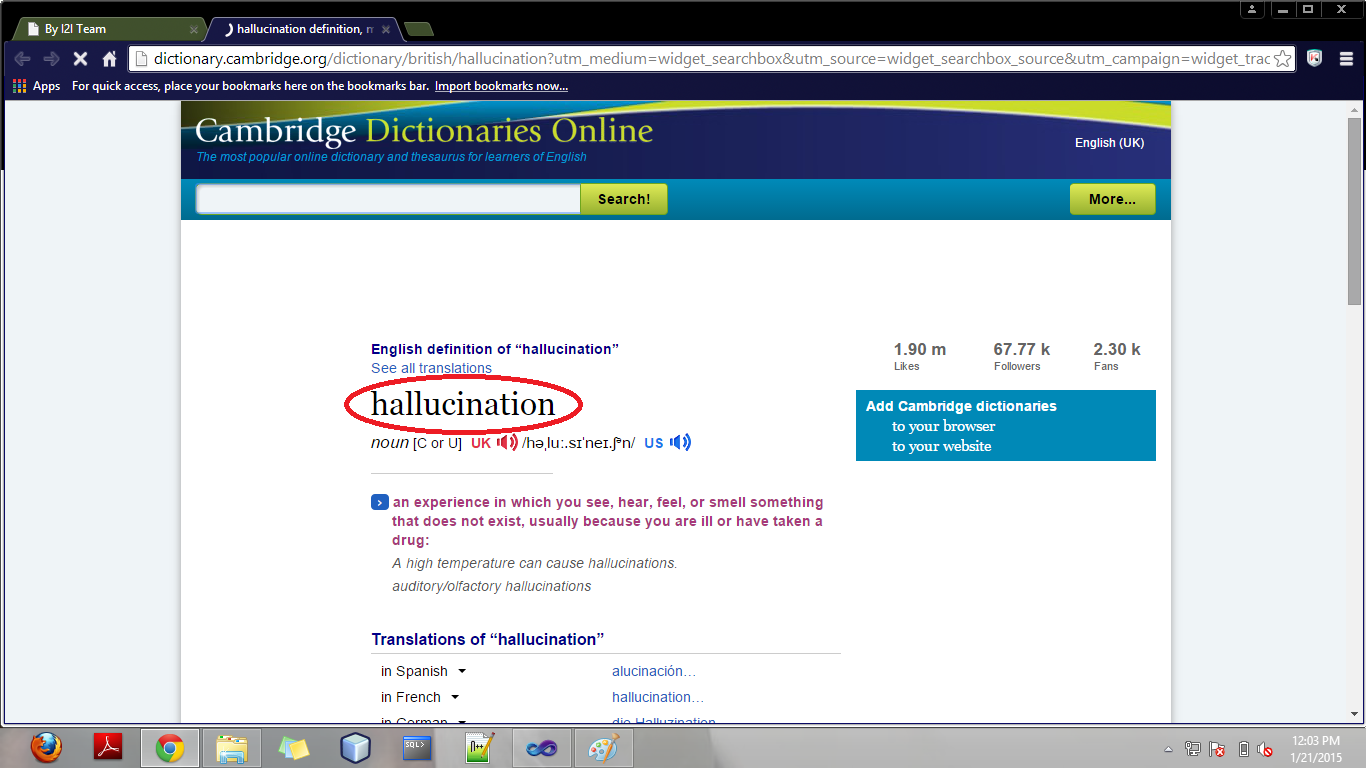 By I2I Team
hallucination definition, m
dictionary.cambridge.org/dictionary/british/hallucination?utm_medium=widget_searchbox&utm_source=widget_searchbox_source&utm_campaign=widget_trac
Apps For quick access, place your bookmarks here on the bookmarks bar. Import bookmarks now...
Cambridge Dictionaries Online
The most popular online dictionary and thesaurus for learners of English
English (UK)
Search!
More...
English definition of “hallucination”
See all translations
hallucination
noun [C or U] UK /həˌluː.sɪˈneɪ.ʃᵊn/ US
an experience in which you see, hear, feel, or smell something
that does not exist, usually because you are ill or have taken a
drug:
A high temperature can cause hallucinations.
auditory/olfactory hallucinations
1.90 m 67.77 k 2.30 k
Likes Followers Fans
Add Cambridge dictionaries
to your browser
to your website
Translations of “hallucination”
in Spanish alucinación…
in French hallucination…
in German die Halluzination
SQL>
12:03 PM
1/21/2015